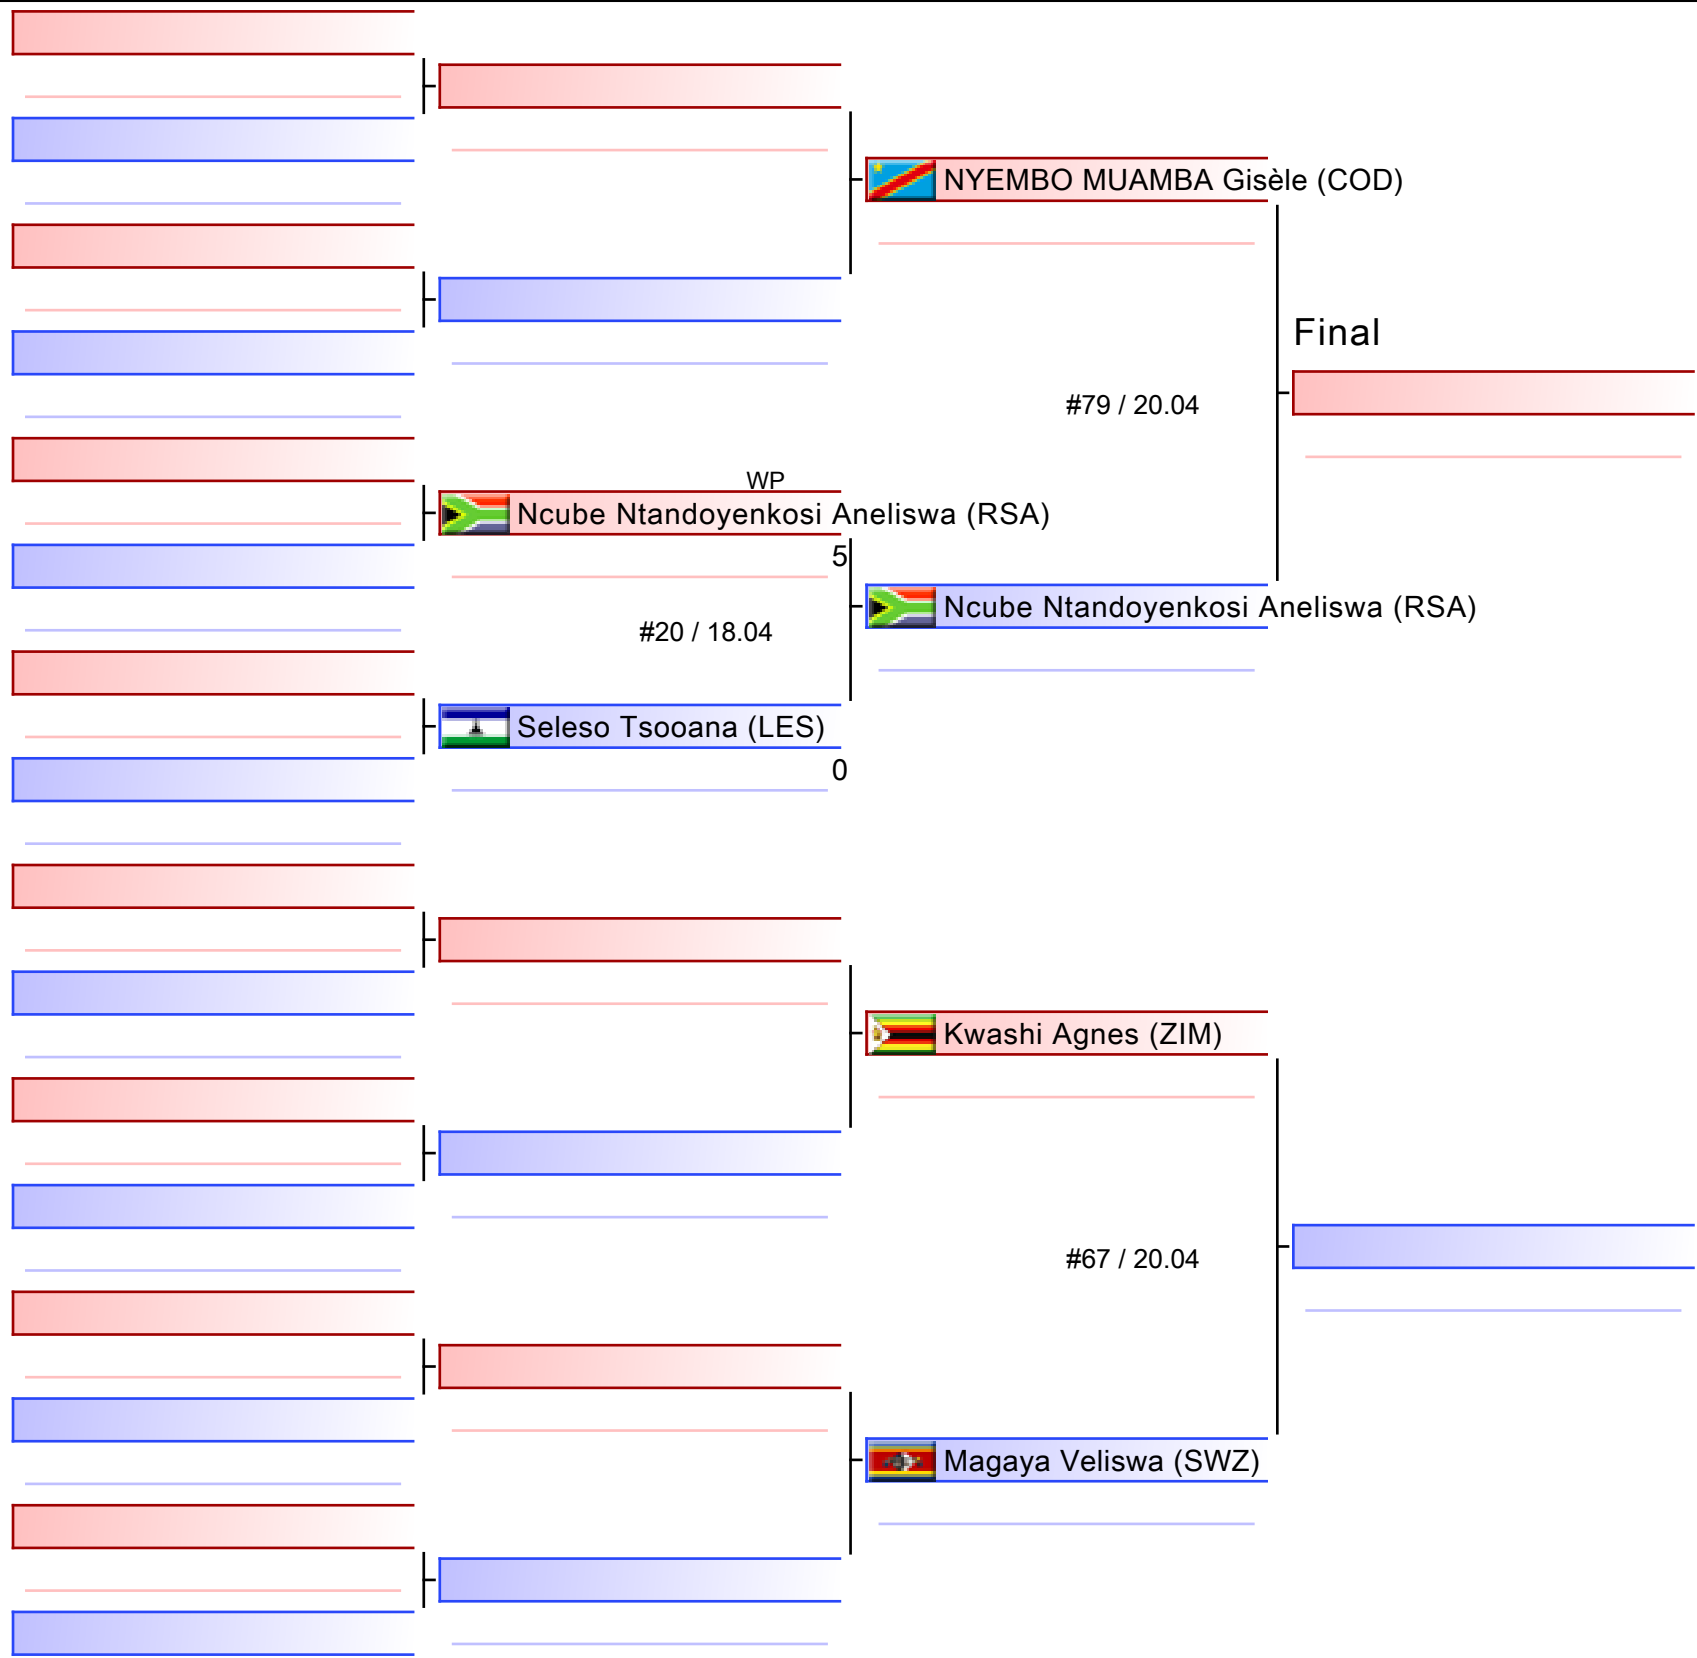 NYEMBO MUAMBA Gisèle (COD)
Final
#79 / 20.04
WP
Ncube Ntandoyenkosi Aneliswa (RSA)
5
Ncube Ntandoyenkosi Aneliswa (RSA)
#20 / 18.04
Seleso Tsooana (LES)
0
Kwashi Agnes (ZIM)
#67 / 20.04
Magaya Veliswa (SWZ)